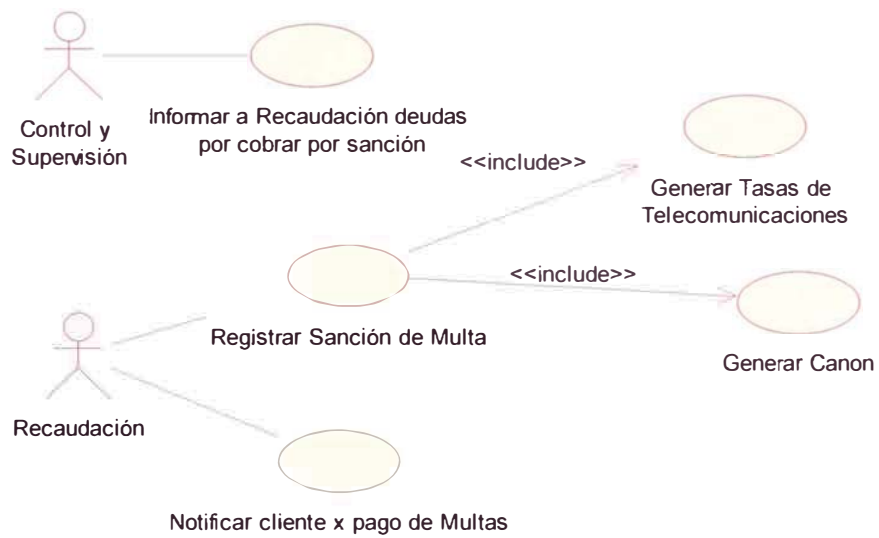 Control y
Supervisión
Informar a Recaudación deudas
por cobrar por sanción
<<include>>
Generar Tasas de
Telecomunicaciones
<<include>>
Registrar Sanción de Multa
Generar Canon
Recaudación
Notificar cliente x pago de Multas